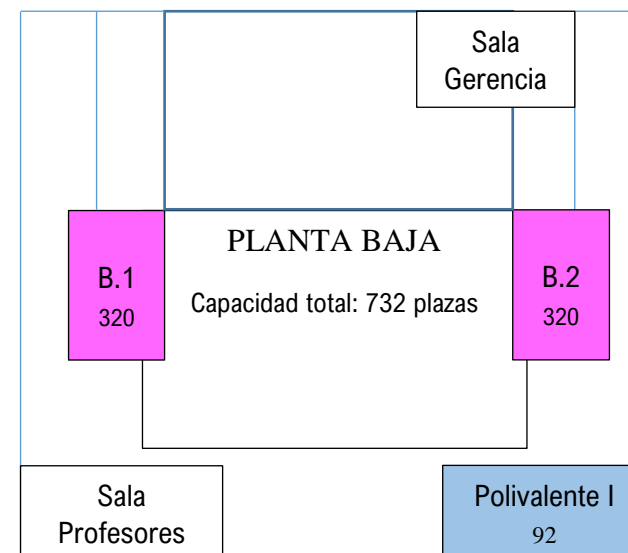 Sala
Gerencia
PLANTA BAJA
Capacidad total: 732 plazas
B.1
320
B.2
320
Sala
Profesores
Polivalente I
92